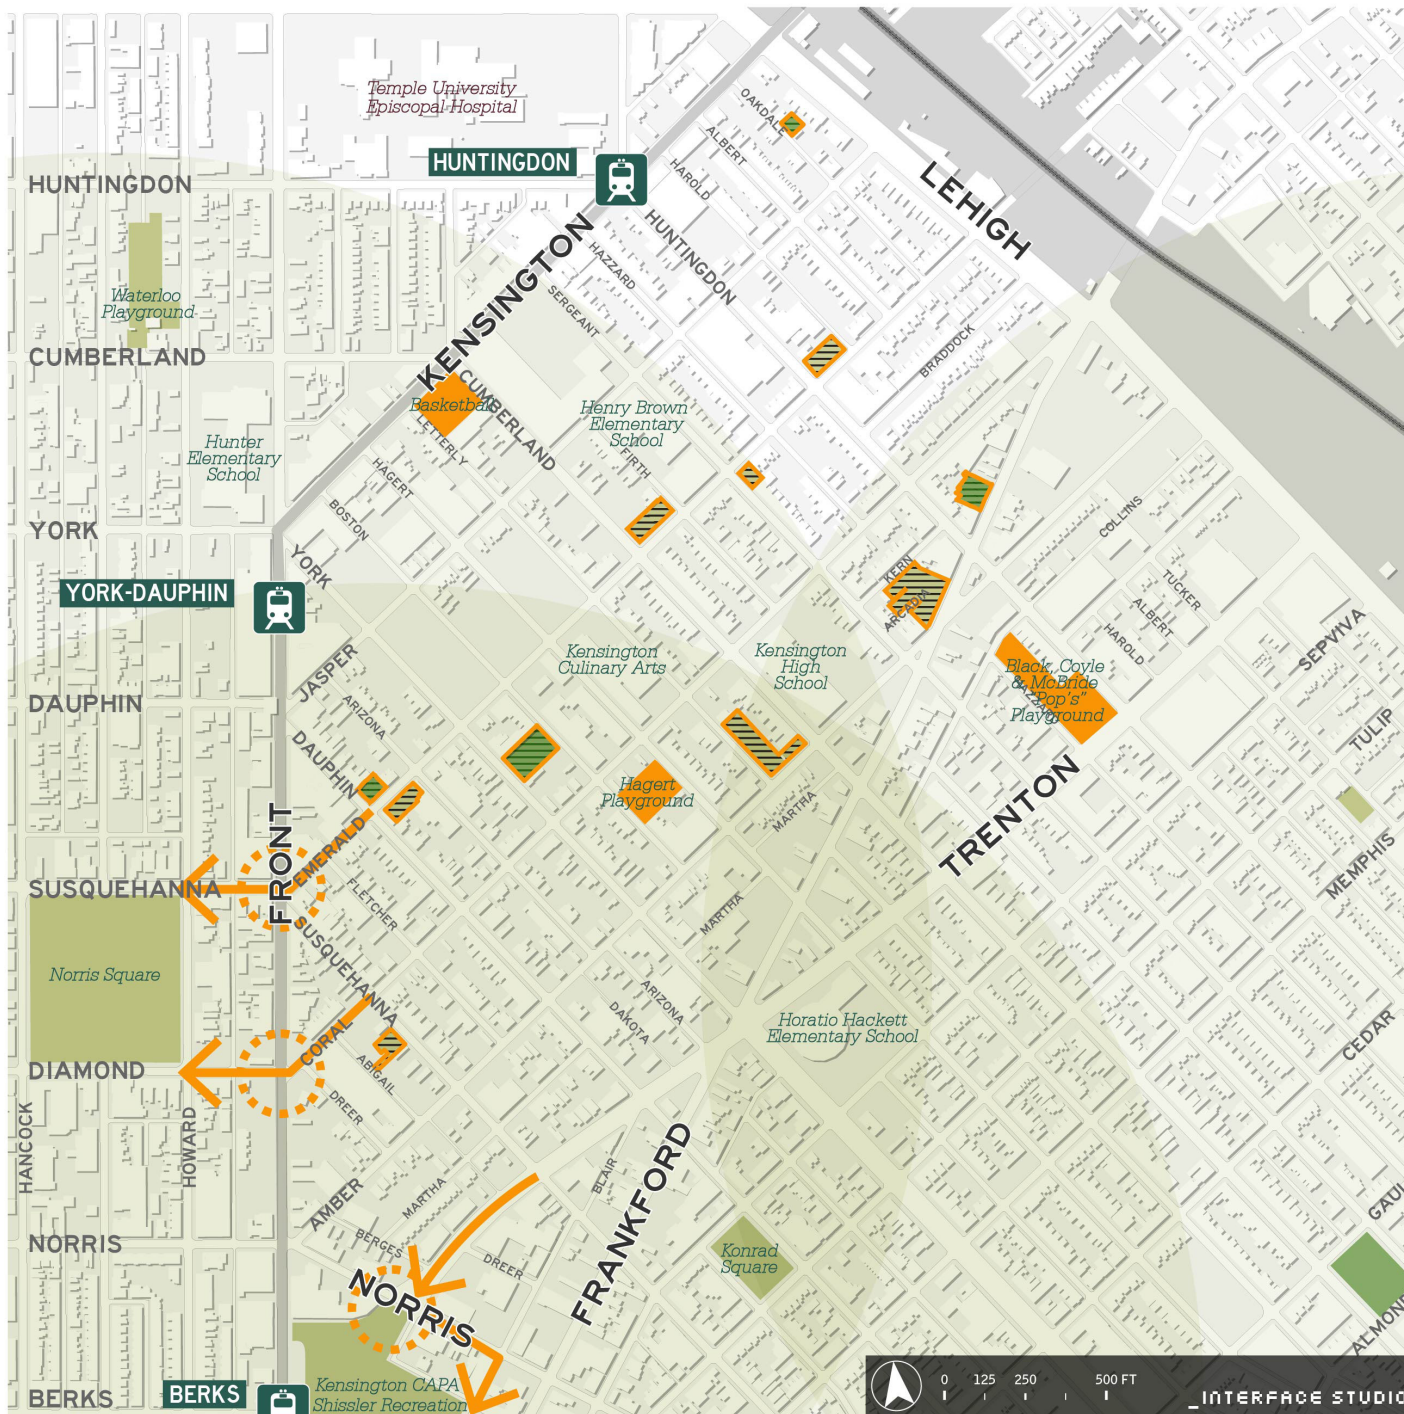 Temple University
Episcopal Hospital
OAKDALE
ALBERT
HUNTINGDON
HAROLD
LEHIGH
HUNTINGDON
HUNTINGDON
KENSINGTON
HAZZARD
SERGEANT
Waterloo
Playground
BRADDOCK
CUMBERLAND
CUMBERLAND
Basketball
LETTERLY
Henry Brown
Elementary
School
FIRTH
Hunter
Elementary
School
HAGERT
BOSTON
COLLINS
YORK
YORK
KERN
ARCADIA
TUCKER
ALBERT
HAROLD
YORK-DAUPHIN
SEPVIVA
JASPER
Kensington
Culinary Arts
Kensington
High
School
Black, Coyle
& McBride
"Pop's"
Playground
HAZZARD
DAUPHIN
ARIZONA
TULIP
DAUPHIN
Hagert
Playground
MARTHA
TRENTON
FRONT
EMERALD
MEMPHIS
SUSQUEHANNA
FLETCHER
SUSQUEHANNA
MARTHA
Norris Square
ARIZONA
DAKOTA
Horatio Hackett
Elementary School
CEDAR
CORAL
DIAMOND
ABIGAIL
DREER
HANCOCK
HOWARD
FRANKFORD
BLAIR
AMBER
MARTHA
GAUL
NORRIS
BERGES
DREER
Konrad
Square
NORRIS
ALMOND
BERKS
BERKS
Kensington CAPA
Shissler Recreation
0 125 250 500 FT
_INTERFACE STUDIO